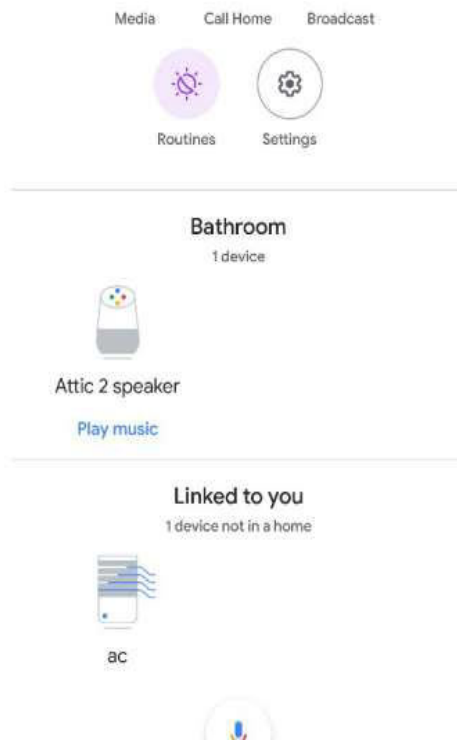 Media Call Home Broadcast
Routines Settings
Bathroom
1 device
Attic 2 speaker
Play music
Linked to you
1 device not in a home
ac